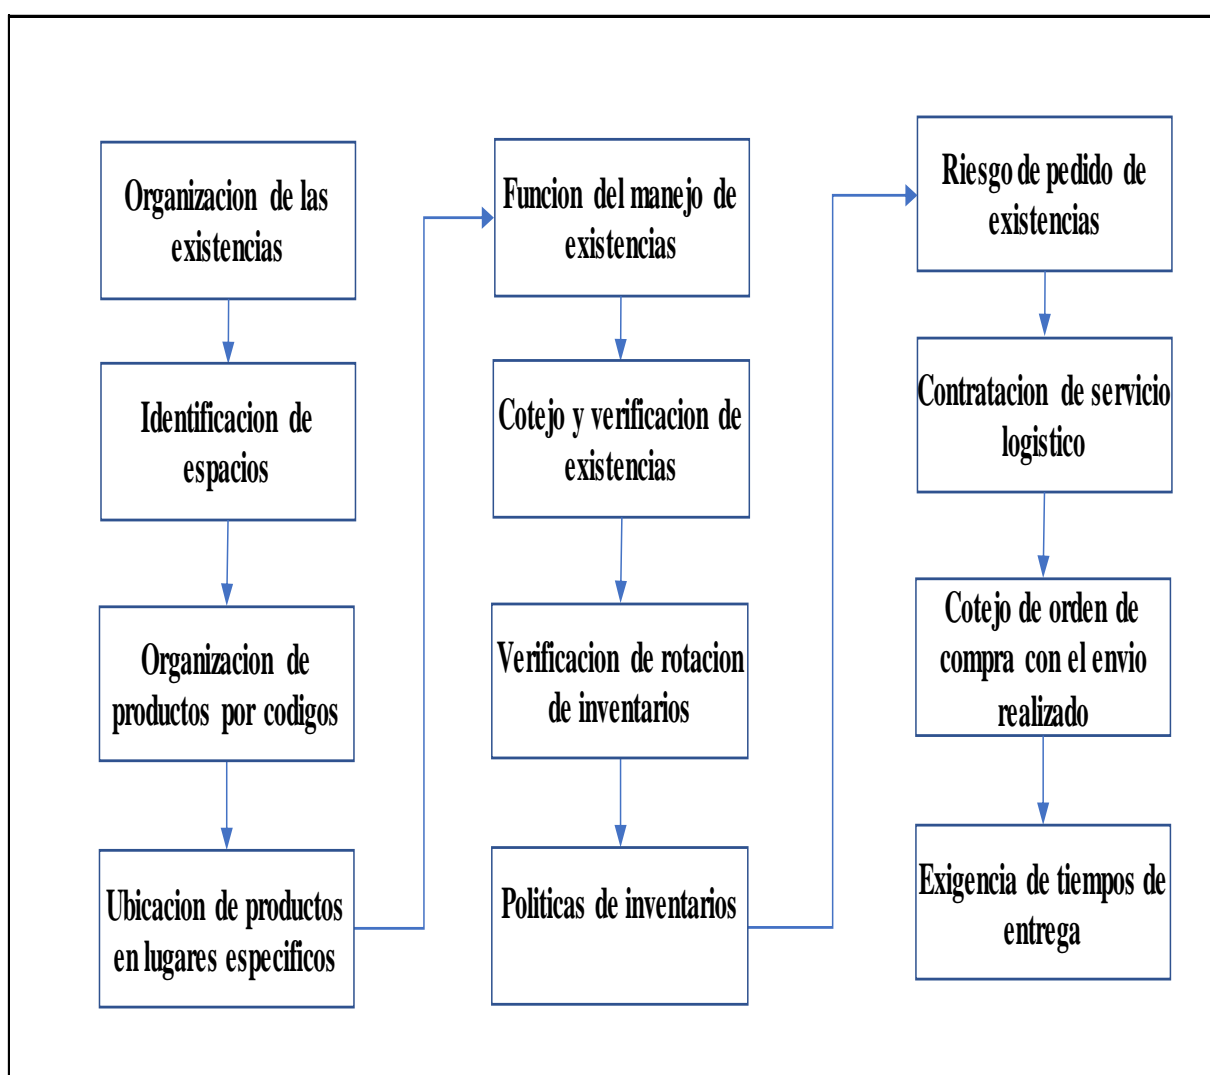 Organizacion de las
existencias
Identificacion de
espacios
Organizacion de
productos por codigos
Ubicacion de productos
en lugares especificos
Funcion del manejo de
existencias
Cotejo y verificacion de
existencias
Verificacion de rotacion
de inventarios
Politicas de inventarios
Riesgo de pedido de
existencias
Contratacion de servicio
logistico
Cotejo de orden de
compra con el envio
realizado
Exigencia de tiempos de
entrega